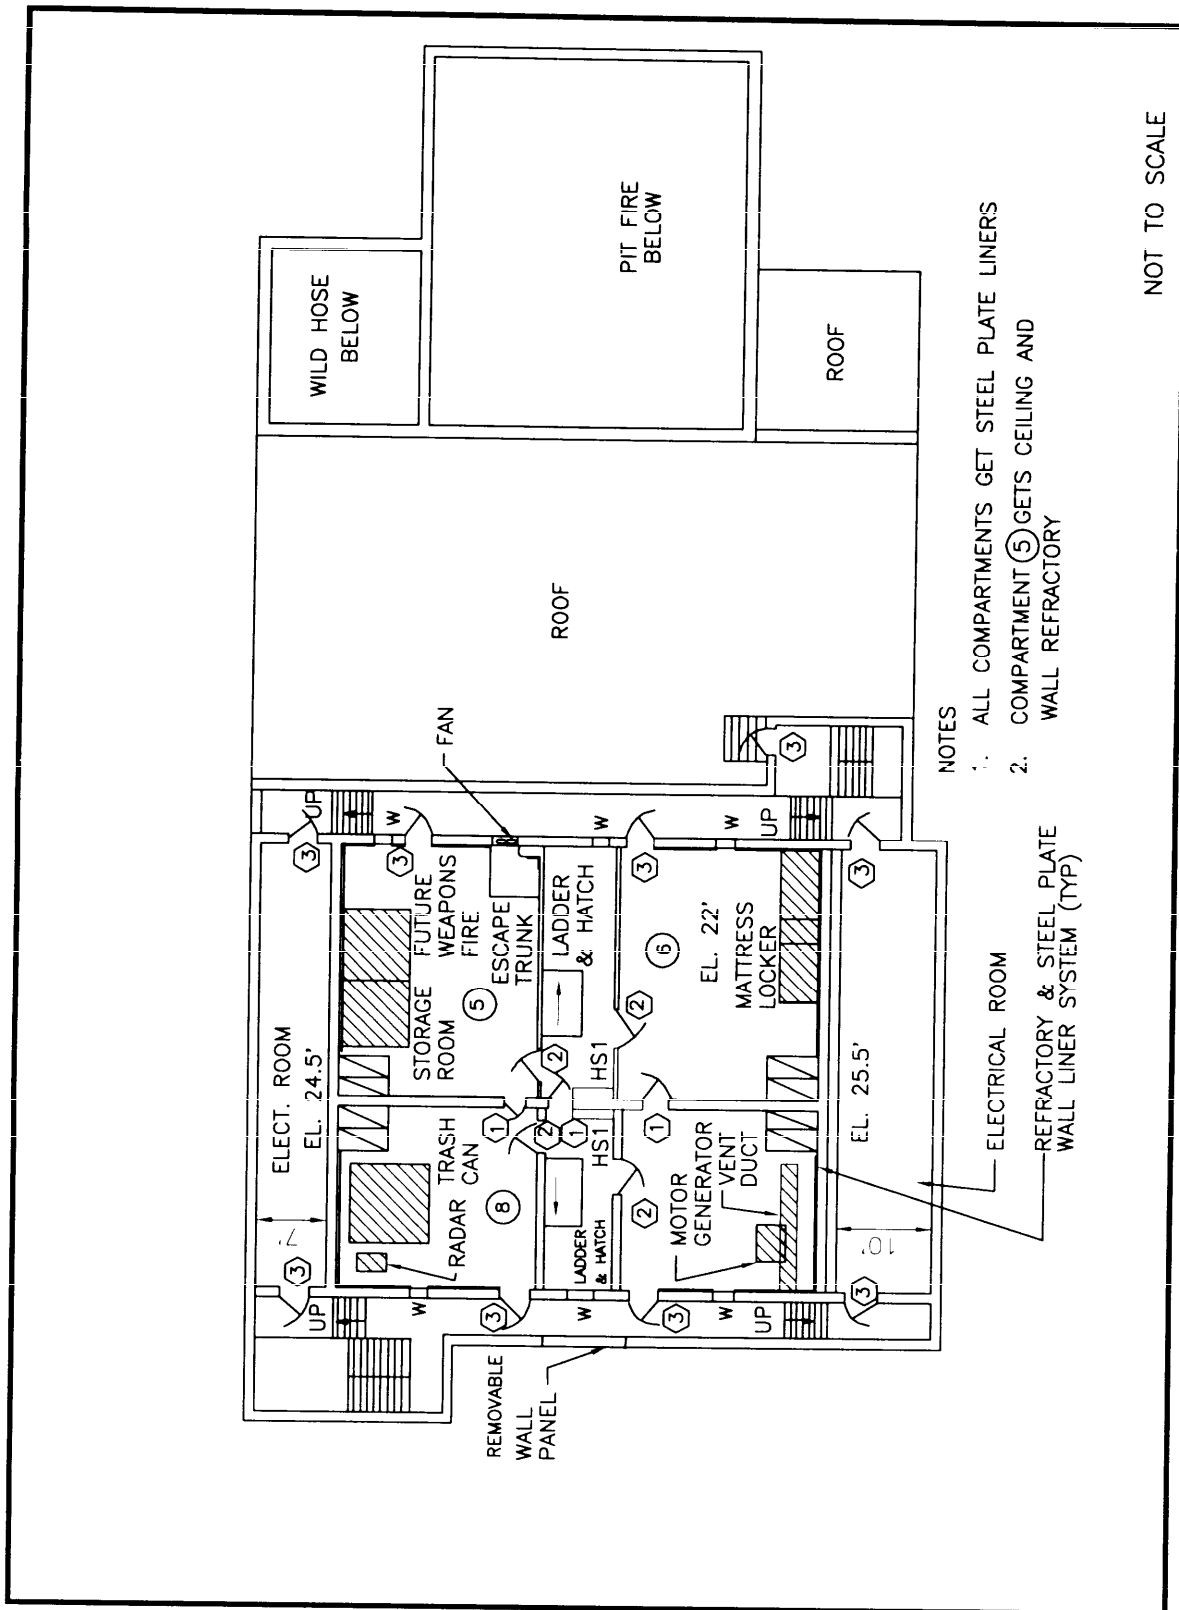 ELECT. ROOM
EL. 24.5'
7'
3
3
UP
UP
W
W
3
3
STORAGE
ROOM
FUTURE
WEAPONS
FIRE
5
ESCAPE
TRUNK
FAN
TRASH
CAN
RADAR
8
1
2
2
1
HS1
HS1
LADDER
& HATCH
LADDER
& HATCH
W
W
2
2
1
3
3
6
EL. 22'
MATTRESS
LOCKER
MOTOR
GENERATOR
VENT
DUCT
W
W
UP
UP
3
3
3
EL. 25.5'
10'
REMOVABLE
WALL
PANEL
ROOF
WILD HOSE
BELOW
PIT FIRE
BELOW
ROOF
ELECTRICAL ROOM
REFRACTORY & STEEL PLATE
WALL LINER SYSTEM (TYP)
NOTES
1. ALL COMPARTMENTS GET STEEL PLATE LINERS
2. COMPARTMENT 5 GETS CEILING AND
WALL REFRACTORY
NOT TO SCALE